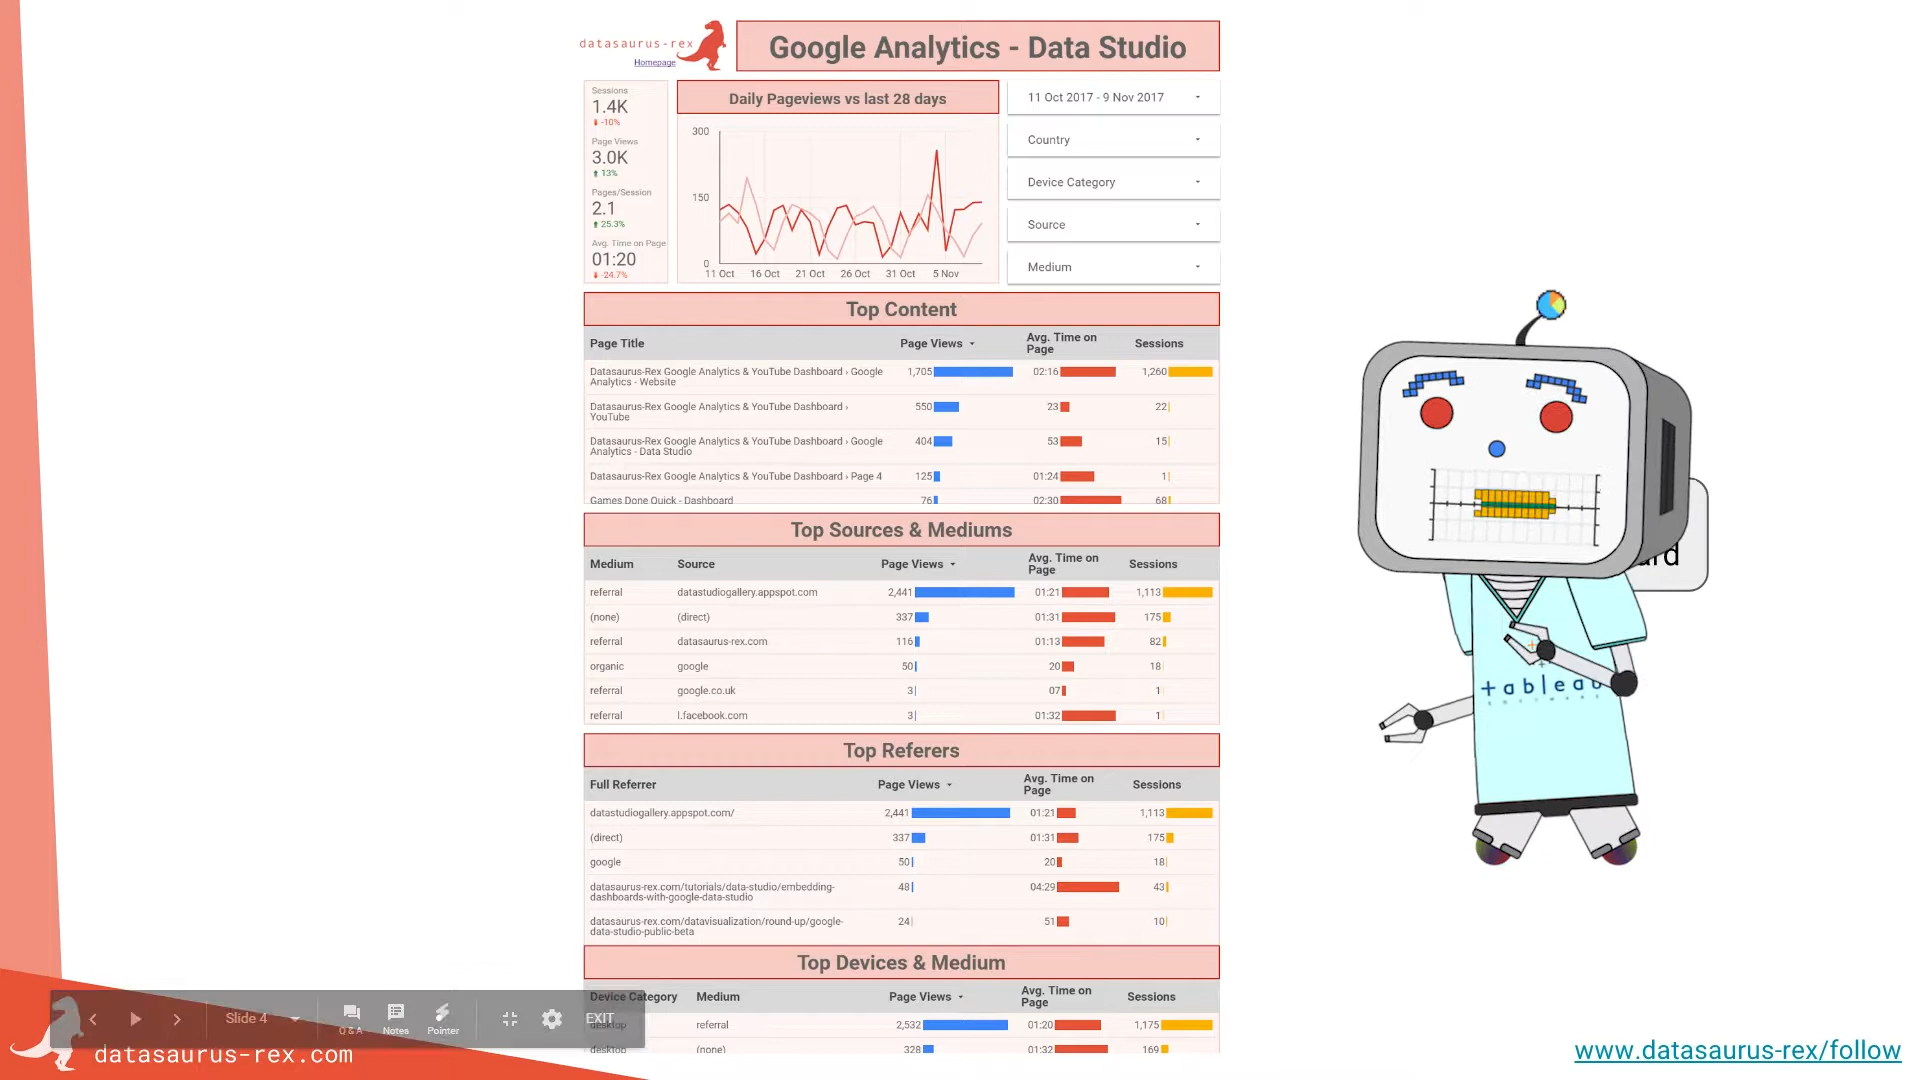 datasaurus-rex
Homepage
Google Analytics - Data Studio
Sessions
1.4K
-10%
Page Views
3.0K
13%
Pages/Session
2.1
25.3%
Avg. Time on Page
01:20
-24.7%
Daily Pageviews vs last 28 days
300
150
0
11 Oct 16 Oct 21 Oct 26 Oct 31 Oct 5 Nov
11 Oct 2017 - 9 Nov 2017
Country
Device Category
Source
Medium
Top Content
Page Title Page Views Avg. Time on Page Sessions
Datasaurus-Rex Google Analytics & YouTube Dashboard › Google 1,705 02:16 1,260
Analytics - Website
Datasaurus-Rex Google Analytics & YouTube Dashboard › 550 23 22
YouTube
Datasaurus-Rex Google Analytics & YouTube Dashboard › Google 404 53 15
Analytics - Data Studio
Datasaurus-Rex Google Analytics & YouTube Dashboard › Page 4 125 01:24 1
Games Done Quick - Dashboard 76 02:30 68
Top Sources & Mediums
Medium Source Page Views Avg. Time on Page Sessions
referral datastudiogallery.appspot.com 2,441 01:21 1,113
(none) (direct) 337 01:31 175
referral datasaurus-rex.com 116 01:13 82
organic google 50 20 18
referral google.co.uk 3 07 1
referral l.facebook.com 3 01:32 1
Top Referers
Full Referrer Page Views Avg. Time on Page Sessions
datastudiogallery.appspot.com/ 2,441 01:21 1,113
(direct) 337 01:31 175
google 50 20 18
datasaurus-rex.com/tutorials/data-studio/embedding- 48 04:29 43
dashboards-with-google-data-studio
datasaurus-rex.com/datavisualization/round-up/google- 24 51 10
data-studio-public-beta
Top Devices & Medium
Device Category Medium Page Views Avg. Time on Page Sessions
desktop referral 2,532 01:20 1,175
desktop (none) 328 01:32 169
tableau
Slide 4
Q & A
Notes
Pointer
EXIT
datasaurus-rex.com
www.datasaurus-rex/follow